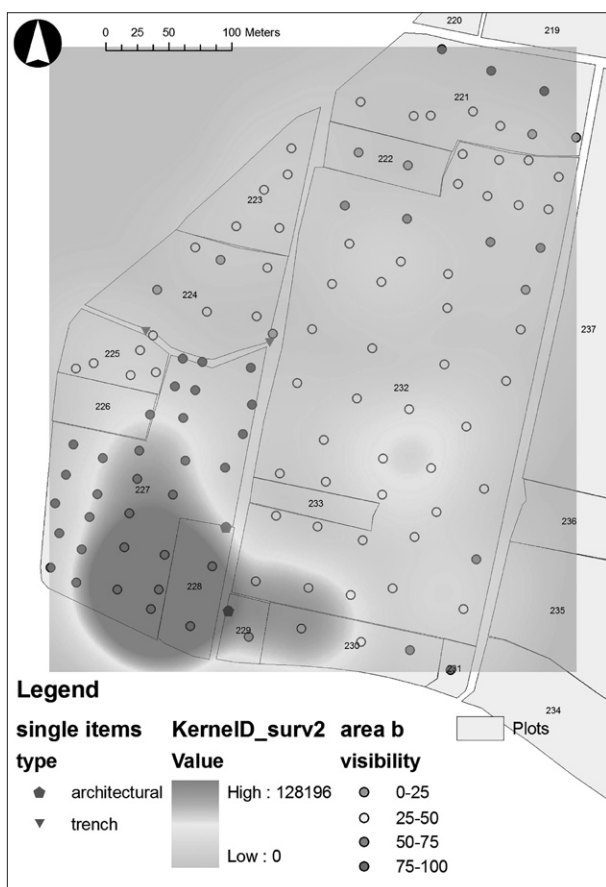 0 25 50 100 Meters
220
219
221
222
223
224
237
225
232
226
227
233
236
228
235
229
230
231
234
Legend
single items
type
architectural
trench
KernelD_surv2
Value
High : 128196
Low : 0
area b
visibility
0-25
25-50
50-75
75-100
Plots